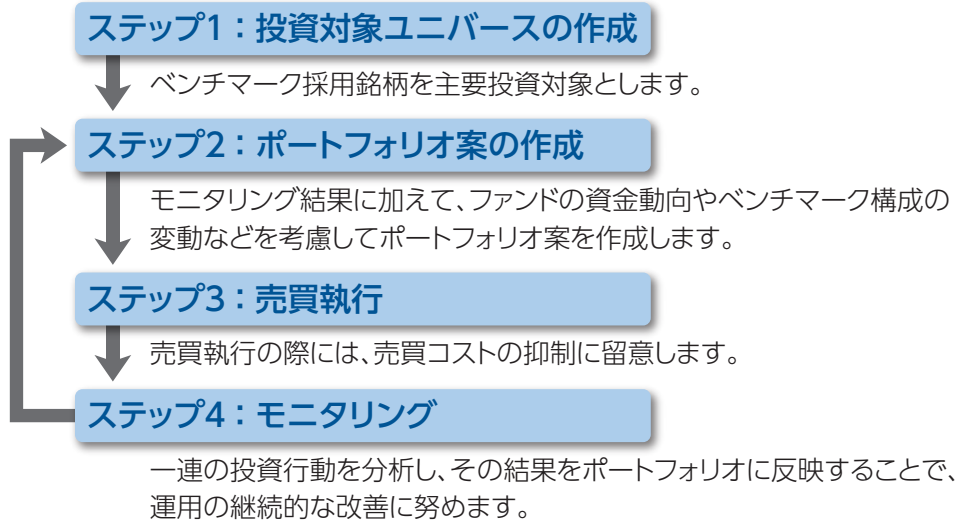 ステップ1：投資対象ユニバースの作成
ベンチマーク採用銘柄を主要投資対象とします。
ステップ2：ポートフォリオ案の作成
モニタリング結果に加えて、ファンドの資金動向やベンチマーク構成の
変動などを考慮してポートフォリオ案を作成します。
ステップ3：売買執行
売買執行の際には、売買コストの抑制に留意します。
ステップ4：モニタリング
一連の投資行動を分析し、その結果をポートフォリオに反映することで、
運用の継続的な改善に努めます。